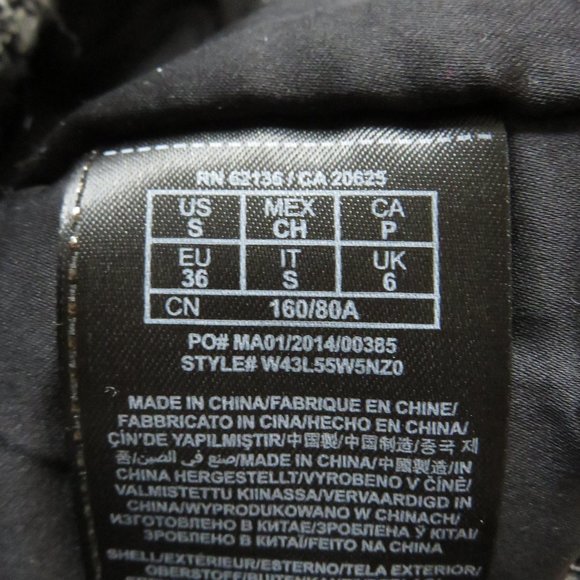 RN 62136 / CA 20625
US MEX CA
S CH P
EU IT UK
36 S 6
CN 160/80A
PO# MA01/2014/00385
STYLE# W43L55W5NZ0
MADE IN CHINA/FABRIQUE EN CHINE/
FABBRICATO IN CINA/HECHO EN CHINA/
ÇİN'DE YAPILMIŞTIR/中国製/中国制造/중국 제
품/صنع في الصين/MADE IN CHINA/中國製造/IN
CHINA HERGESTELLT/VYROBENO V ČÍNĚ/
VALMISTETTU KIINASSA/VERVAARDIGD IN
CHINA/WYPRODUKOWANO W CHINACH/
ИЗГОТОВЛЕНО В КИТАЕ/ЗРОБЛЕНА Ў КІТАІ/
ЗРОБЛЕНО В КИТАЇ/FEITO NA CHINA
SHELL/EXTÉRIEUR/ESTERNO/TELA EXTERIOR/
OBERSTOFF/BUITENKANT/